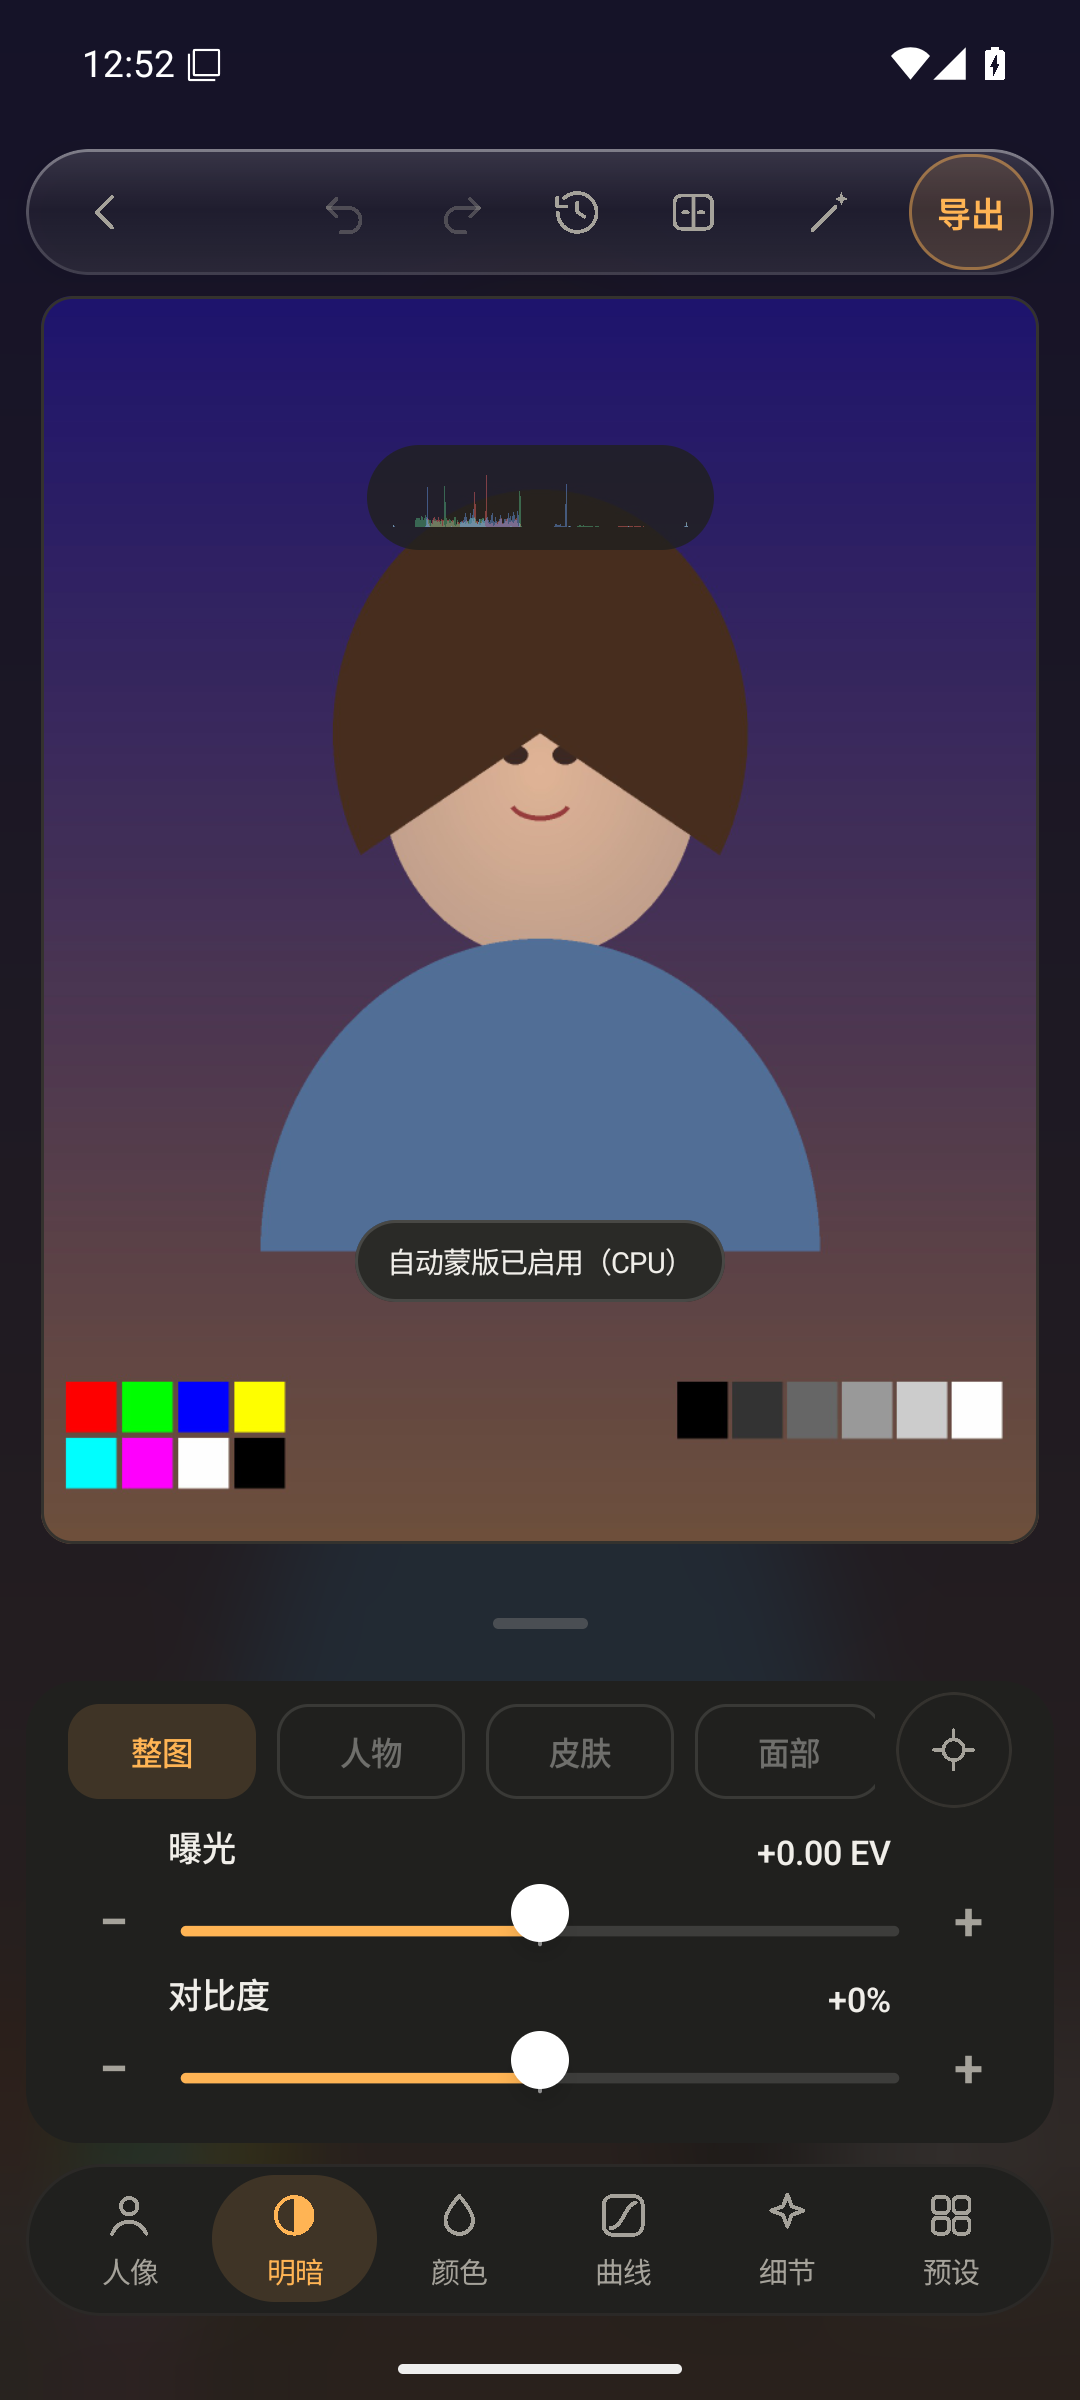 12:52
导出
自动蒙版已启用（CPU）
整图
人物
皮肤
面部
曝光
+0.00 EV
对比度
+0%
人像
明暗
颜色
曲线
细节
预设